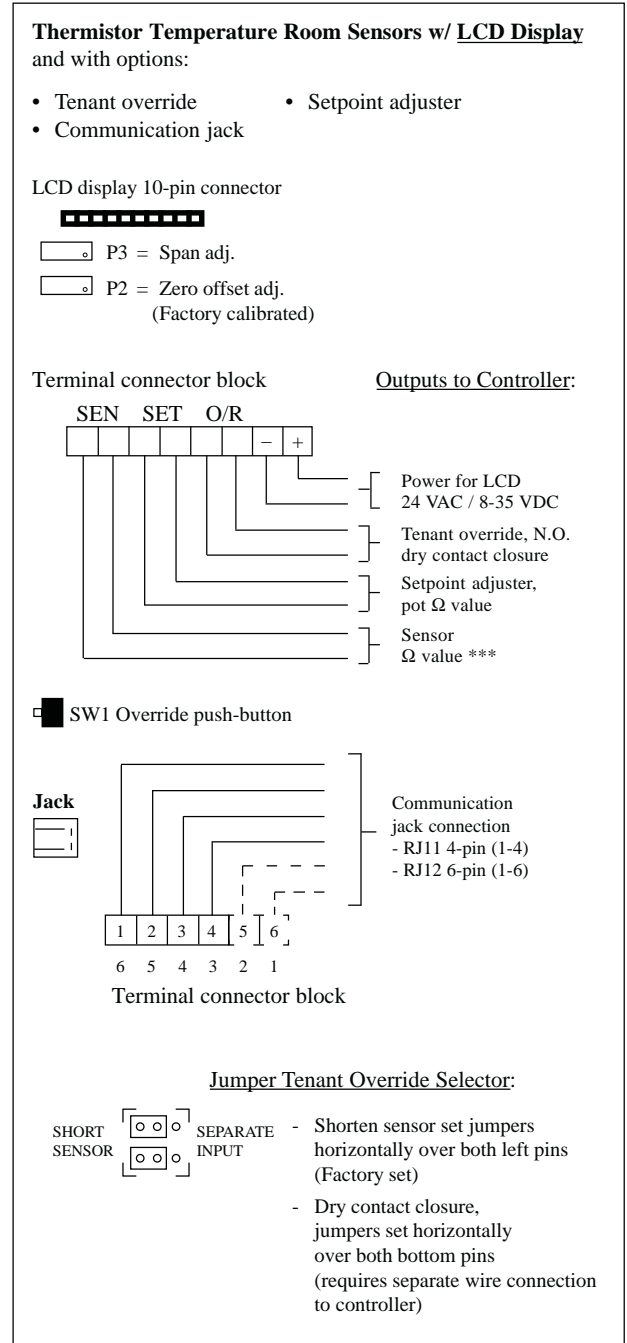 Thermistor Temperature Room Sensors w/ LCD Display
and with options:
• Tenant override • Setpoint adjuster
• Communication jack
LCD display 10-pin connector
P3 = Span adj.
P2 = Zero offset adj.
(Factory calibrated)
Terminal connector block Outputs to Controller:
SEN SET O/R
− +
Power for LCD
24 VAC / 8-35 VDC
Tenant override, N.O.
dry contact closure
Setpoint adjuster,
pot Ω value
Sensor
Ω value ***
SW1 Override push-button
Jack
Communication
jack connection
- RJ11 4-pin (1-4)
- RJ12 6-pin (1-6)
1 2 3 4 5 6
6 5 4 3 2 1
Terminal connector block
Jumper Tenant Override Selector:
SHORT
SENSOR
SEPARATE
INPUT
- Shorten sensor set jumpers
horizontally over both left pins
(Factory set)
- Dry contact closure,
jumpers set horizontally
over both bottom pins
(requires separate wire connection
to controller)